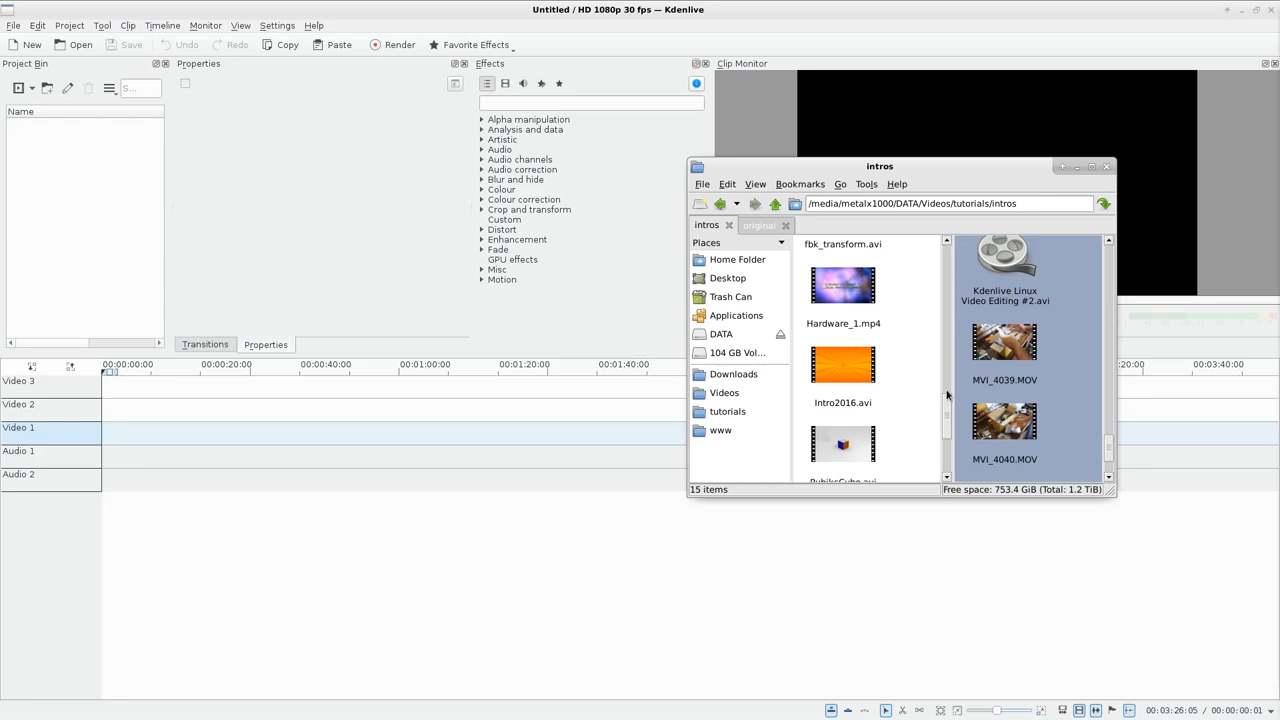 Untitled / HD 1080p 30 fps — Kdenlive
File Edit Project Tool Clip Timeline Monitor View Settings Help
New Open Save Undo Redo Copy Paste Render Favorite Effects
Project Bin
Properties
Effects
Clip Monitor
S...
Name
Alpha manipulation
Analysis and data
Artistic
Audio
Audio channels
Audio correction
Blur and hide
Colour
Colour correction
Crop and transform
Custom
Distort
Enhancement
Fade
GPU effects
Misc
Motion
Transitions
Properties
intros
File Edit View Bookmarks Go Tools Help
/media/metalx1000/DATA/Videos/tutorials/intros
intros
original
Places
Home Folder
Desktop
Trash Can
Applications
DATA
104 GB Vol...
Downloads
Videos
tutorials
www
fbk_transform.avi
Hardware_1.mp4
Intro2016.avi
Kdenlive Linux
Video Editing #2.avi
MVI_4039.MOV
MVI_4040.MOV
15 items
Free space: 753.4 GiB (Total: 1.2 TiB)
00:00:00:00 00:00:20:00 00:00:40:00 00:01:00:00 00:01:20:00 00:01:40:00 00:03:40:00
Video 3
Video 2
Video 1
Audio 1
Audio 2
00:03:26:05 / 00:00:00:01